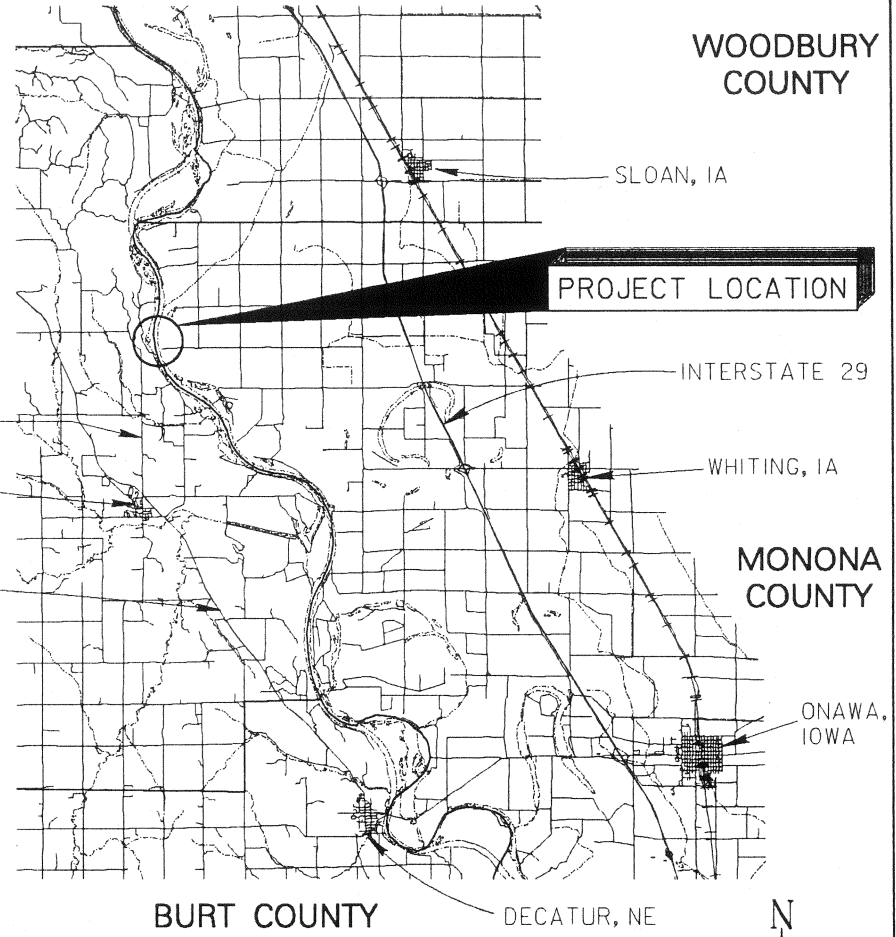 WOODBURY
COUNTY
SLOAN, IA
PROJECT LOCATION
INTERSTATE 29
WHITING, IA
MONONA
COUNTY
ONAWA,
IOWA
BURT COUNTY
DECATUR, NE
N